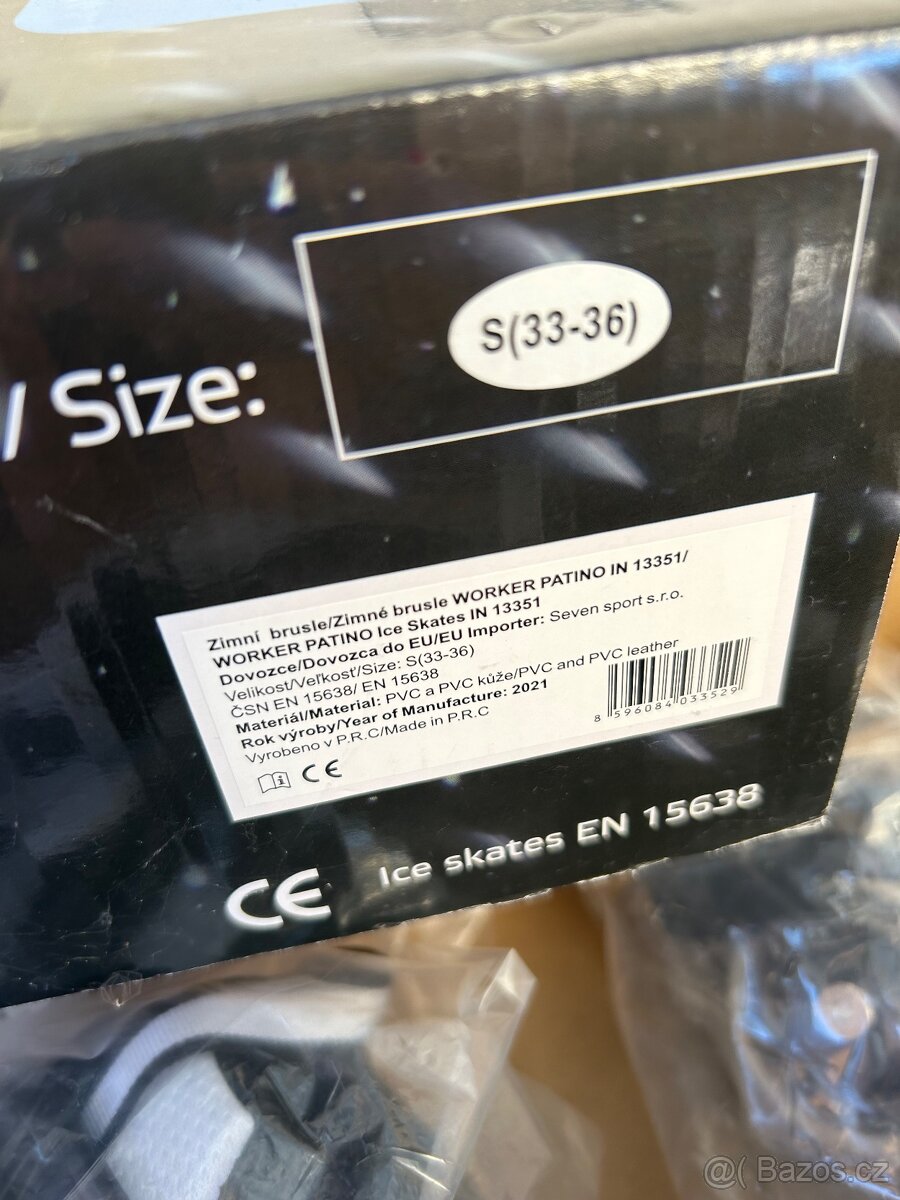 / Size:
S(33-36)
Zimní brusle/Zimné brusle WORKER PATINO IN 13351/
WORKER PATINO Ice Skates IN 13351
Dovozce/Dovozca do EU/EU Importer: Seven sport s.r.o.
Velikost/Veľkosť/Size: S(33-36)
ČSN EN 15638/ EN 15638
Materiál/Material: PVC a PVC kůže/PVC and PVC leather
Rok výroby/Year of Manufacture: 2021
Vyrobeno v P.R.C/Made in P.R.C
8 596084 033529
CE
CE Ice skates EN 15638
@( Bazos.cz